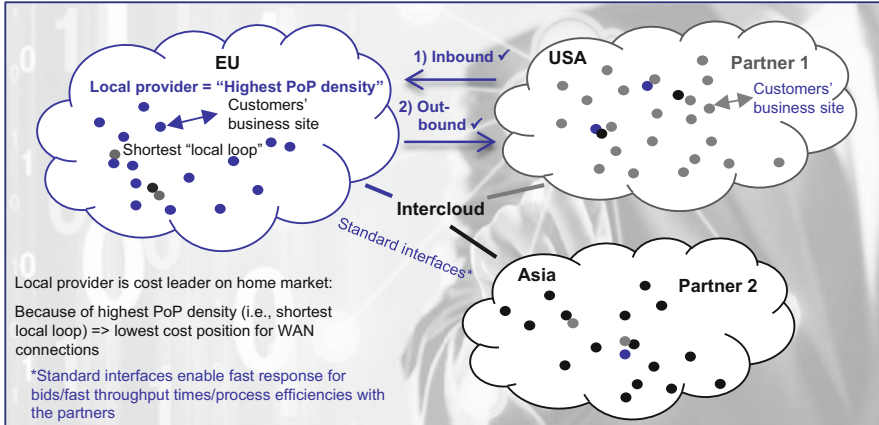 EU
Local provider = “Highest PoP density”
Customers’
business site
Shortest “local loop”
1) Inbound ✓
2) Out-
bound ✓
USA
Partner 1
Customers’
business site
Intercloud
Standard interfaces*
Asia
Partner 2
Local provider is cost leader on home market:
Because of highest PoP density (i.e., shortest
local loop) => lowest cost position for WAN
connections
*Standard interfaces enable fast response for
bids/fast throughput times/process efficiencies with
the partners